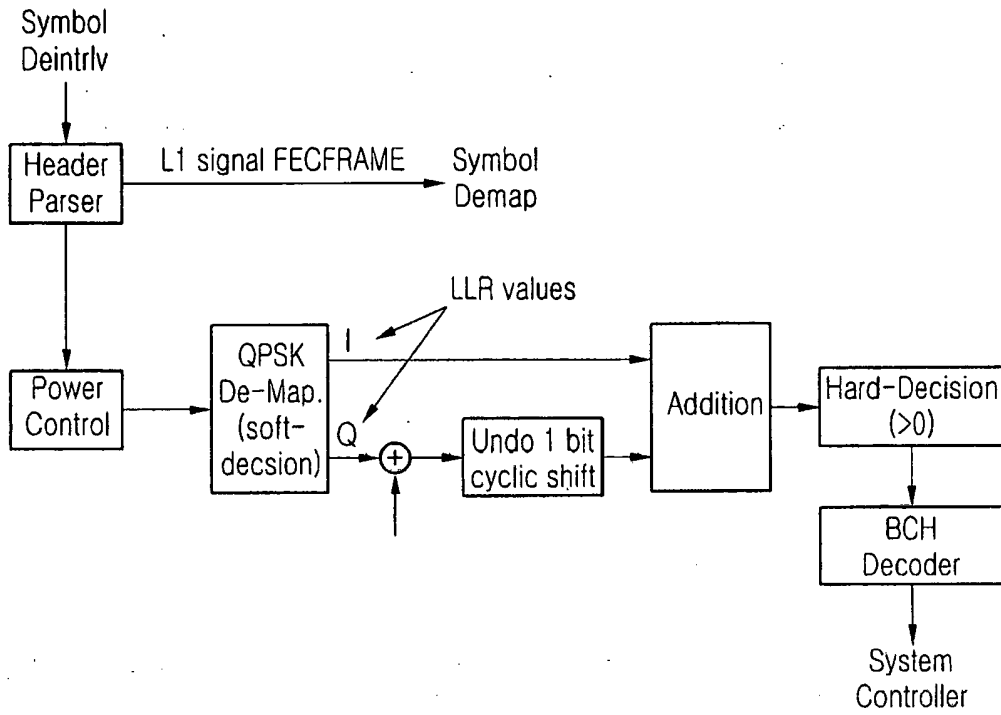 Symbol
Deintrlv
Header
Parser
L1 signal FECFRAME
Symbol
Demap
LLR values
Power
Control
QPSK
De-Map.
(soft-
decsion)
I
Q
+
Undo 1 bit
cyclic shift
Addition
Hard-Decision
(>0)
BCH
Decoder
System
Controller